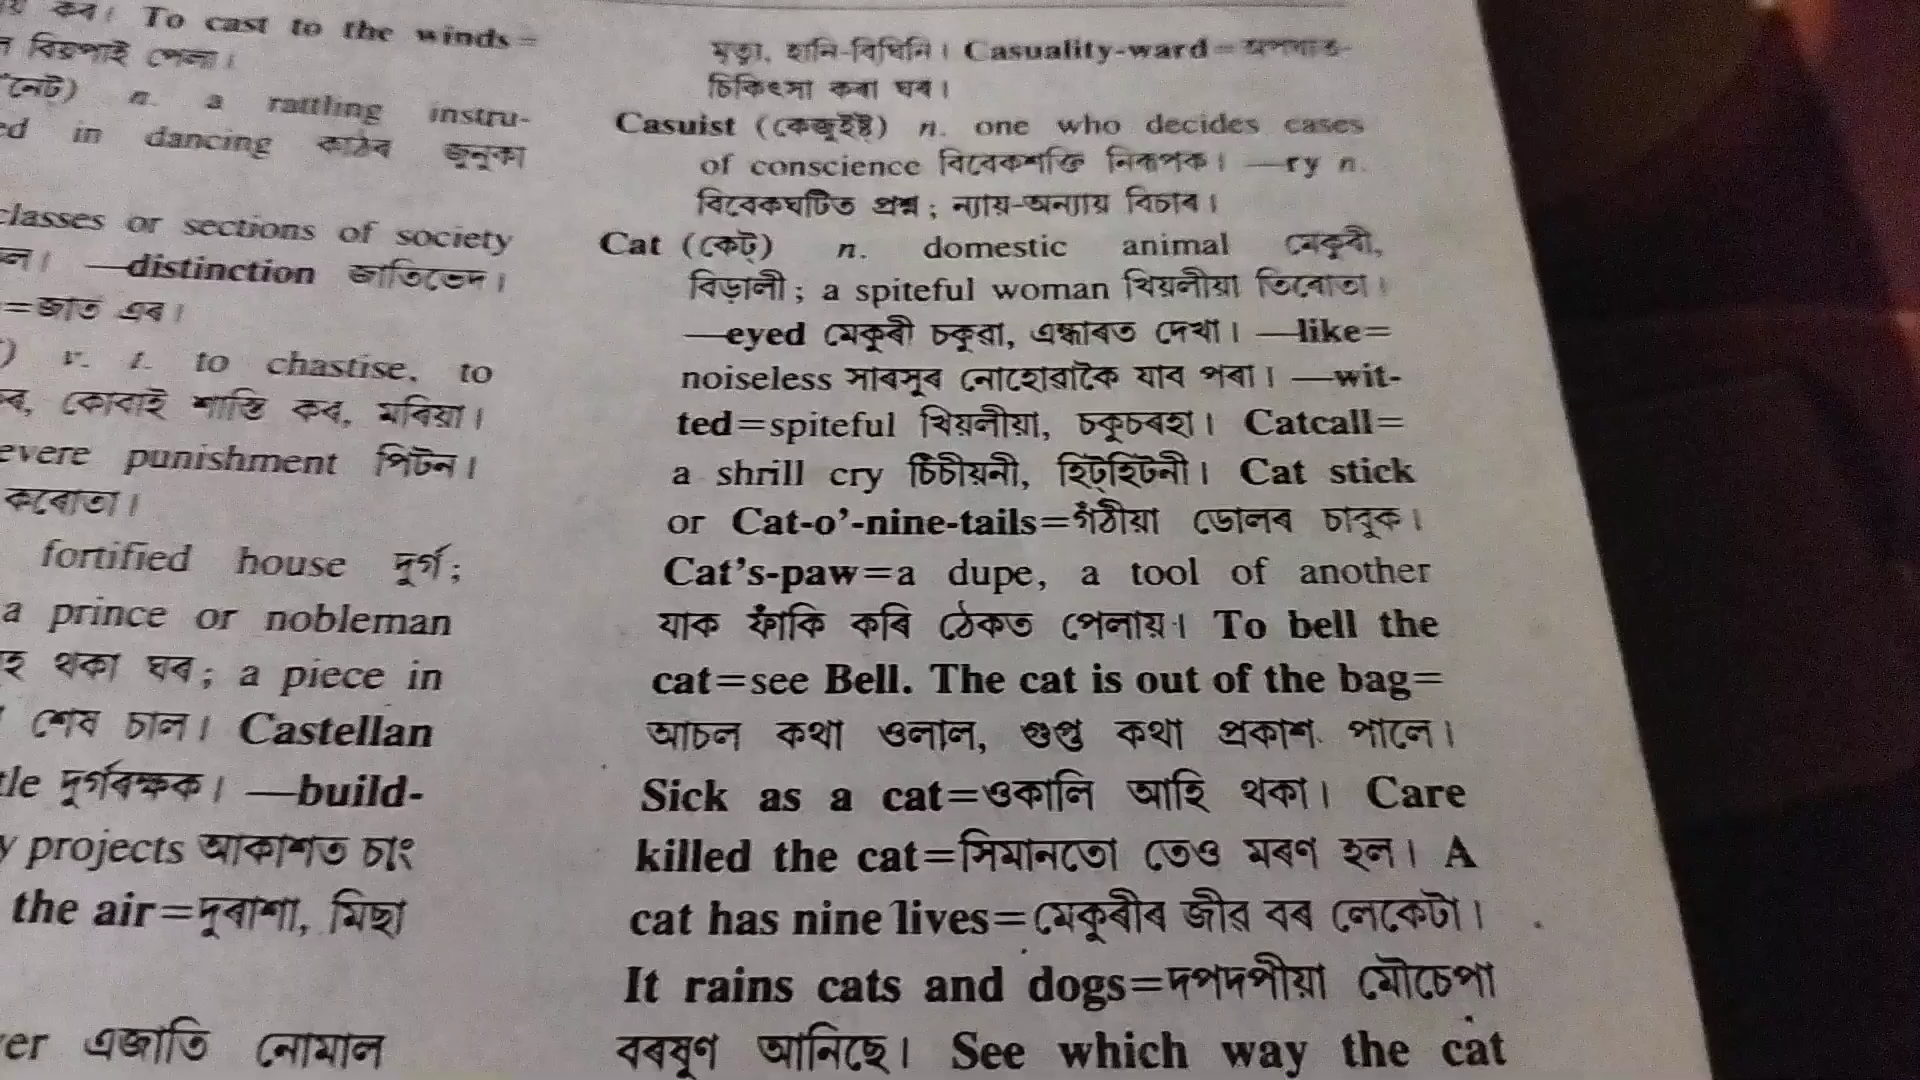 কৰ। To cast to the winds=
বিন্নপাই পেলা।
n. a rattling instru-
in dancing কাঠৰ জুনুকা
classes or sections of society
—distinction জাতিভেদ।
=জাত এৰ।
v. t. to chastise, to
কোবাই শাস্তি কৰ, মৰিয়া।
severe punishment পিটন।
কৰোতা।
fortified house দুৰ্গ;
a prince or nobleman
থকা ঘৰ; a piece in
শেষ চাল। Castellan
দুৰ্গৰক্ষক। —build-
projects আকাশত চাং
the air=দুৰাশা, মিছা
এজাতি নোমাল
মৃত্যু, হানি-বিঘিনি। Casuality-ward=অপঘাত-
চিকিৎসা কৰা ঘৰ।
Casuist (কেজুইষ্ট) n. one who decides cases
of conscience বিবেকশক্তি নিৰূপক। —ry n.
বিবেকঘটিত প্ৰশ্ন; ন্যায়-অন্যায় বিচাৰ।
Cat (কেট্) n. domestic animal মেকুৰী,
বিড়ালী; a spiteful woman খিয়লীয়া তিৰোতা।
—eyed মেকুৰী চকুৱা, এন্ধাৰত দেখা। —like=
noiseless সাৰসুৰ নোহোৱাকৈ যাব পৰা। —wit-
ted=spiteful খিয়লীয়া, চকুচৰহা। Catcall=
a shrill cry চিঁচীয়নী, হিট্‌হিটনী। Cat stick
or Cat-o’-nine-tails=গঁঠীয়া ডোলৰ চাবুক।
Cat’s-paw=a dupe, a tool of another
যাক ফাঁকি কৰি ঠেকত পেলায়। To bell the
cat=see Bell. The cat is out of the bag=
আচল কথা ওলাল, গুপ্ত কথা প্ৰকাশ পালে।
Sick as a cat=ওকালি আহি থকা। Care
killed the cat=সিমানতো তেও মৰণ হল। A
cat has nine lives=মেকুৰীৰ জীৱ বৰ লেকেটা।
It rains cats and dogs=দপদপীয়া মৌচেপা
বৰষুণ আনিছে। See which way the cat